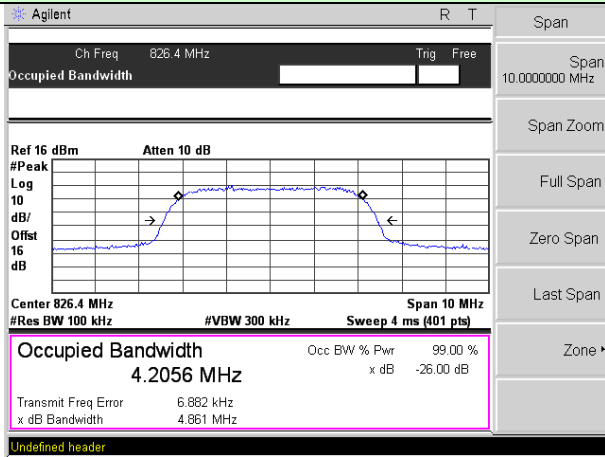 Agilent R T
Ch Freq 826.4 MHz Trig Free
Occupied Bandwidth
Ref 16 dBm Atten 10 dB
#Peak
Log
10
dB/
Offst
16
dB
Center 826.4 MHz Span 10 MHz
#Res BW 100 kHz #VBW 300 kHz Sweep 4 ms (401 pts)
Occupied Bandwidth Occ BW % Pwr 99.00 %
4.2056 MHz x dB -26.00 dB
Transmit Freq Error 6.882 kHz
x dB Bandwidth 4.861 MHz
Undefined header
Span
Span
10.0000000 MHz
Span Zoom
Full Span
Zero Span
Last Span
Zone